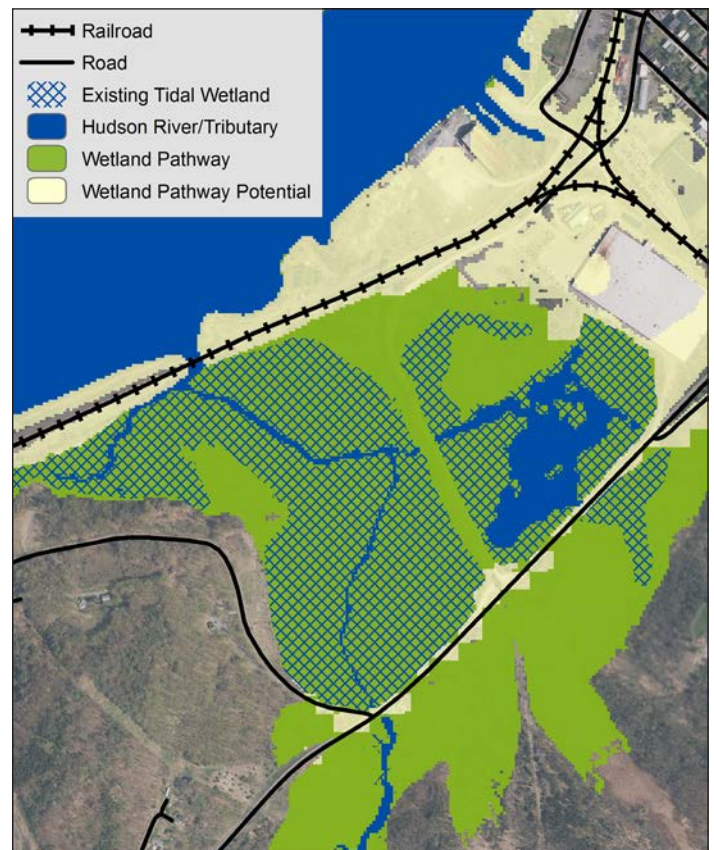 Railroad
Road
Existing Tidal Wetland
Hudson River/Tributary
Wetland Pathway
Wetland Pathway Potential